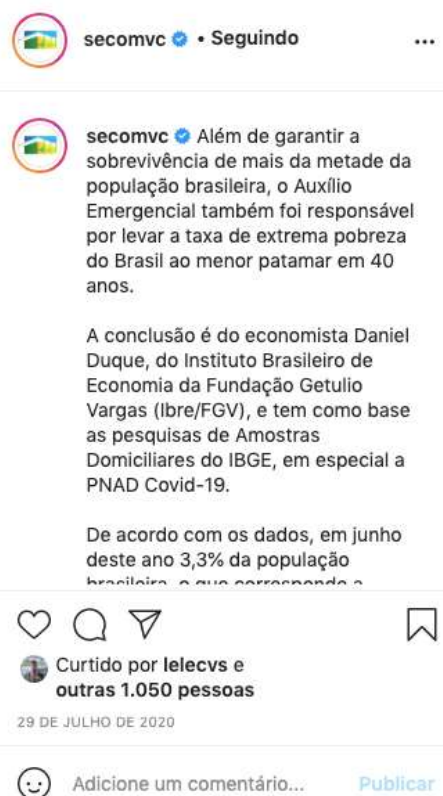 secomvc • Seguindo
...
secomvc Além de garantir a
sobrevivência de mais da metade da
população brasileira, o Auxílio
Emergencial também foi responsável
por levar a taxa de extrema pobreza
do Brasil ao menor patamar em 40
anos.
A conclusão é do economista Daniel
Duque, do Instituto Brasileiro de
Economia da Fundação Getulio
Vargas (Ibre/FGV), e tem como base
as pesquisas de Amostras
Domiciliares do IBGE, em especial a
PNAD Covid-19.
De acordo com os dados, em junho
deste ano 3,3% da população
brasileira, o que corresponde a
Curtido por lelecvs e
outras 1.050 pessoas
29 DE JULHO DE 2020
Adicione um comentário... Publicar